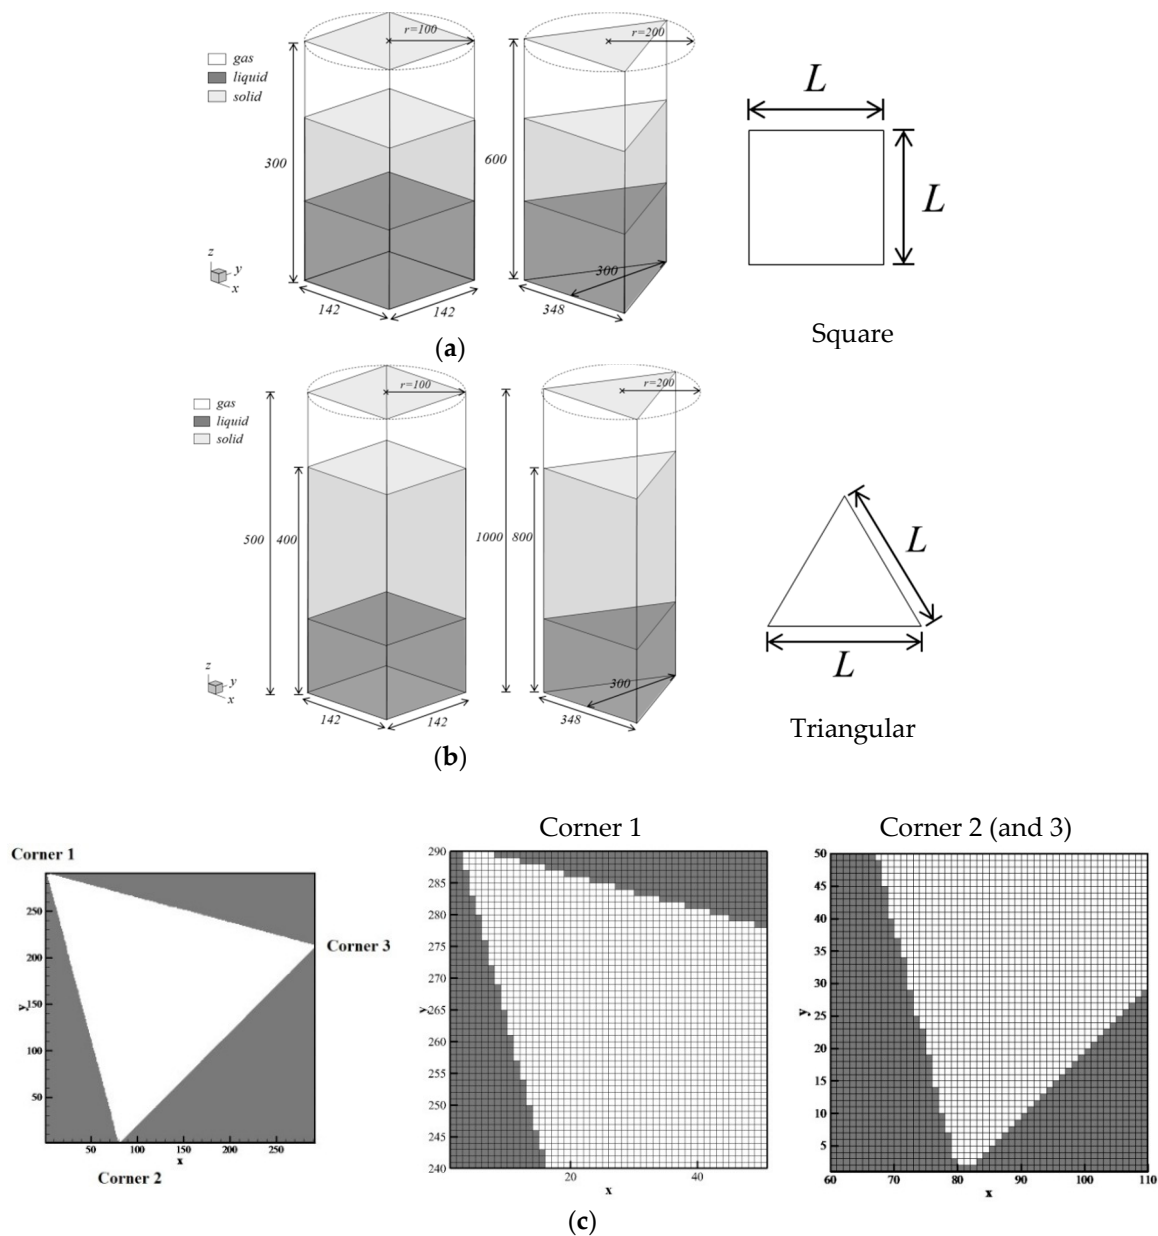 gas
liquid
solid
r=100
r=200
300
600
300
142
142
348
z
y
x
L
L
Square
(a)
gas
liquid
solid
r=100
r=200
500
400
1000
800
300
142
142
348
z
y
x
L
L
Triangular
(b)
Corner 1
250
200
150
100
50
y
50
100
150
200
250
x
Corner 2
Corner 3
Corner 1
290
285
280
275
270
265
260
255
250
245
240
y
20
40
x
Corner 2 (and 3)
50
45
40
35
30
25
20
15
10
5
y
60
70
80
90
100
110
x
(c)